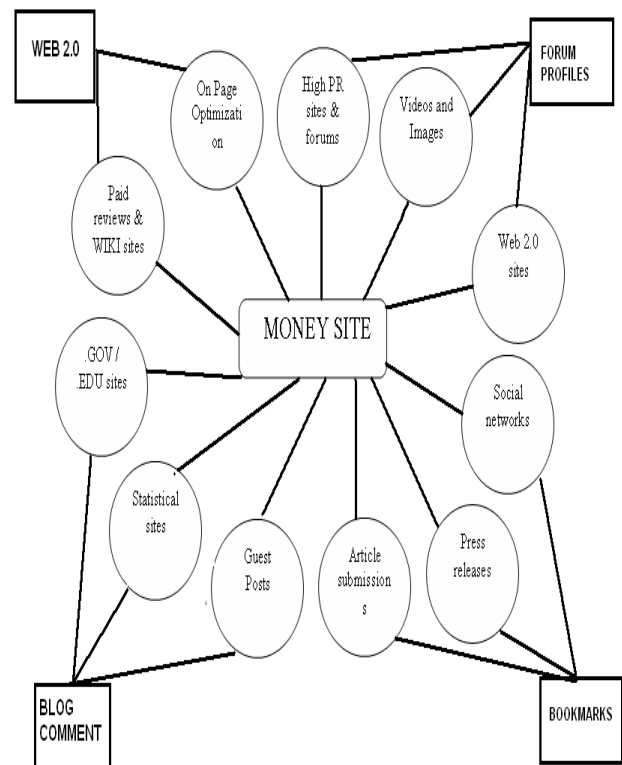 WEB 2.0
FORUM
PROFILES
On Page
Optimizati
on
High PR
sites &
forums
Videos and
Images
Paid
reviews &
WIKI sites
Web 2.0
sites
MONEY SITE
.GOV /
.EDU sites
Social
networks
Statistical
sites
Guest
Posts
Article
submission
s
Press
releases
BLOG
COMMENT
BOOKMARKS